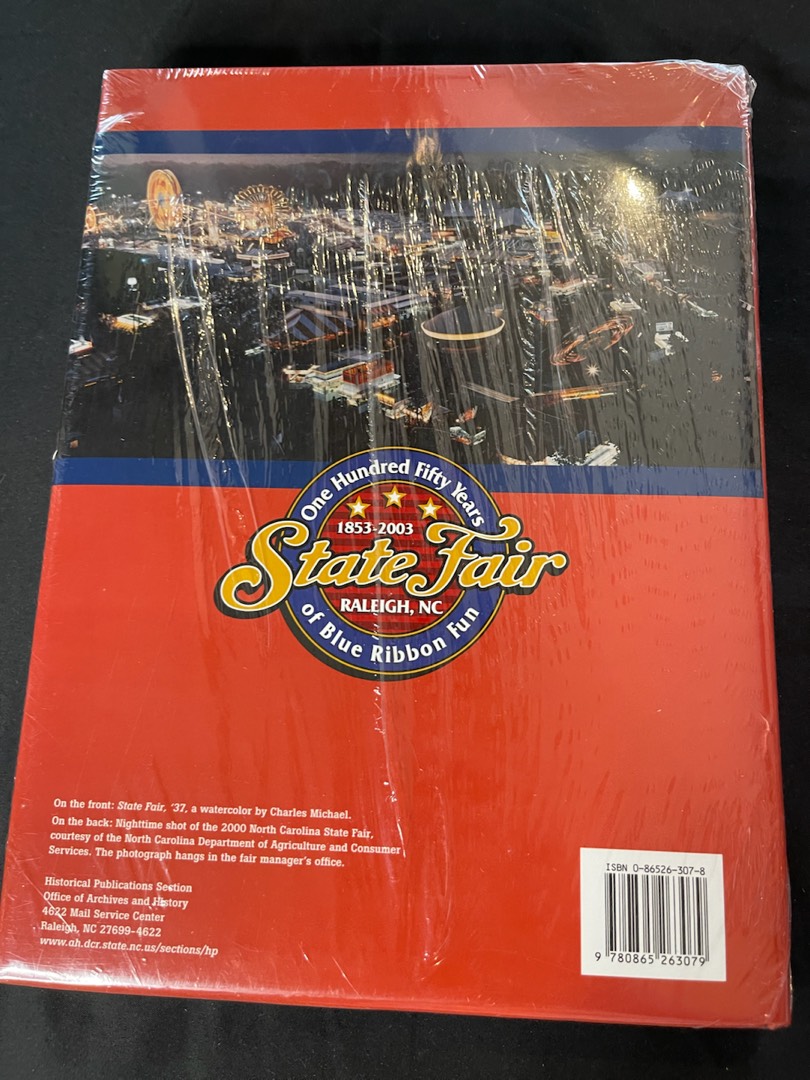 One Hundred Fifty Years
1853-2003
State Fair
RALEIGH, NC
of Blue Ribbon Fun
On the front: State Fair, '37, a watercolor by Charles Michael.
On the back: Nighttime shot of the 2000 North Carolina State Fair,
courtesy of the North Carolina Department of Agriculture and Consumer
Services. The photograph hangs in the fair manager's office.
Historical Publications Section
Office of Archives and History
4622 Mail Service Center
Raleigh, NC 27699-4622
www.ah.dcr.state.nc.us/sections/hp
ISBN 0-86526-307-8
9 780865 263079